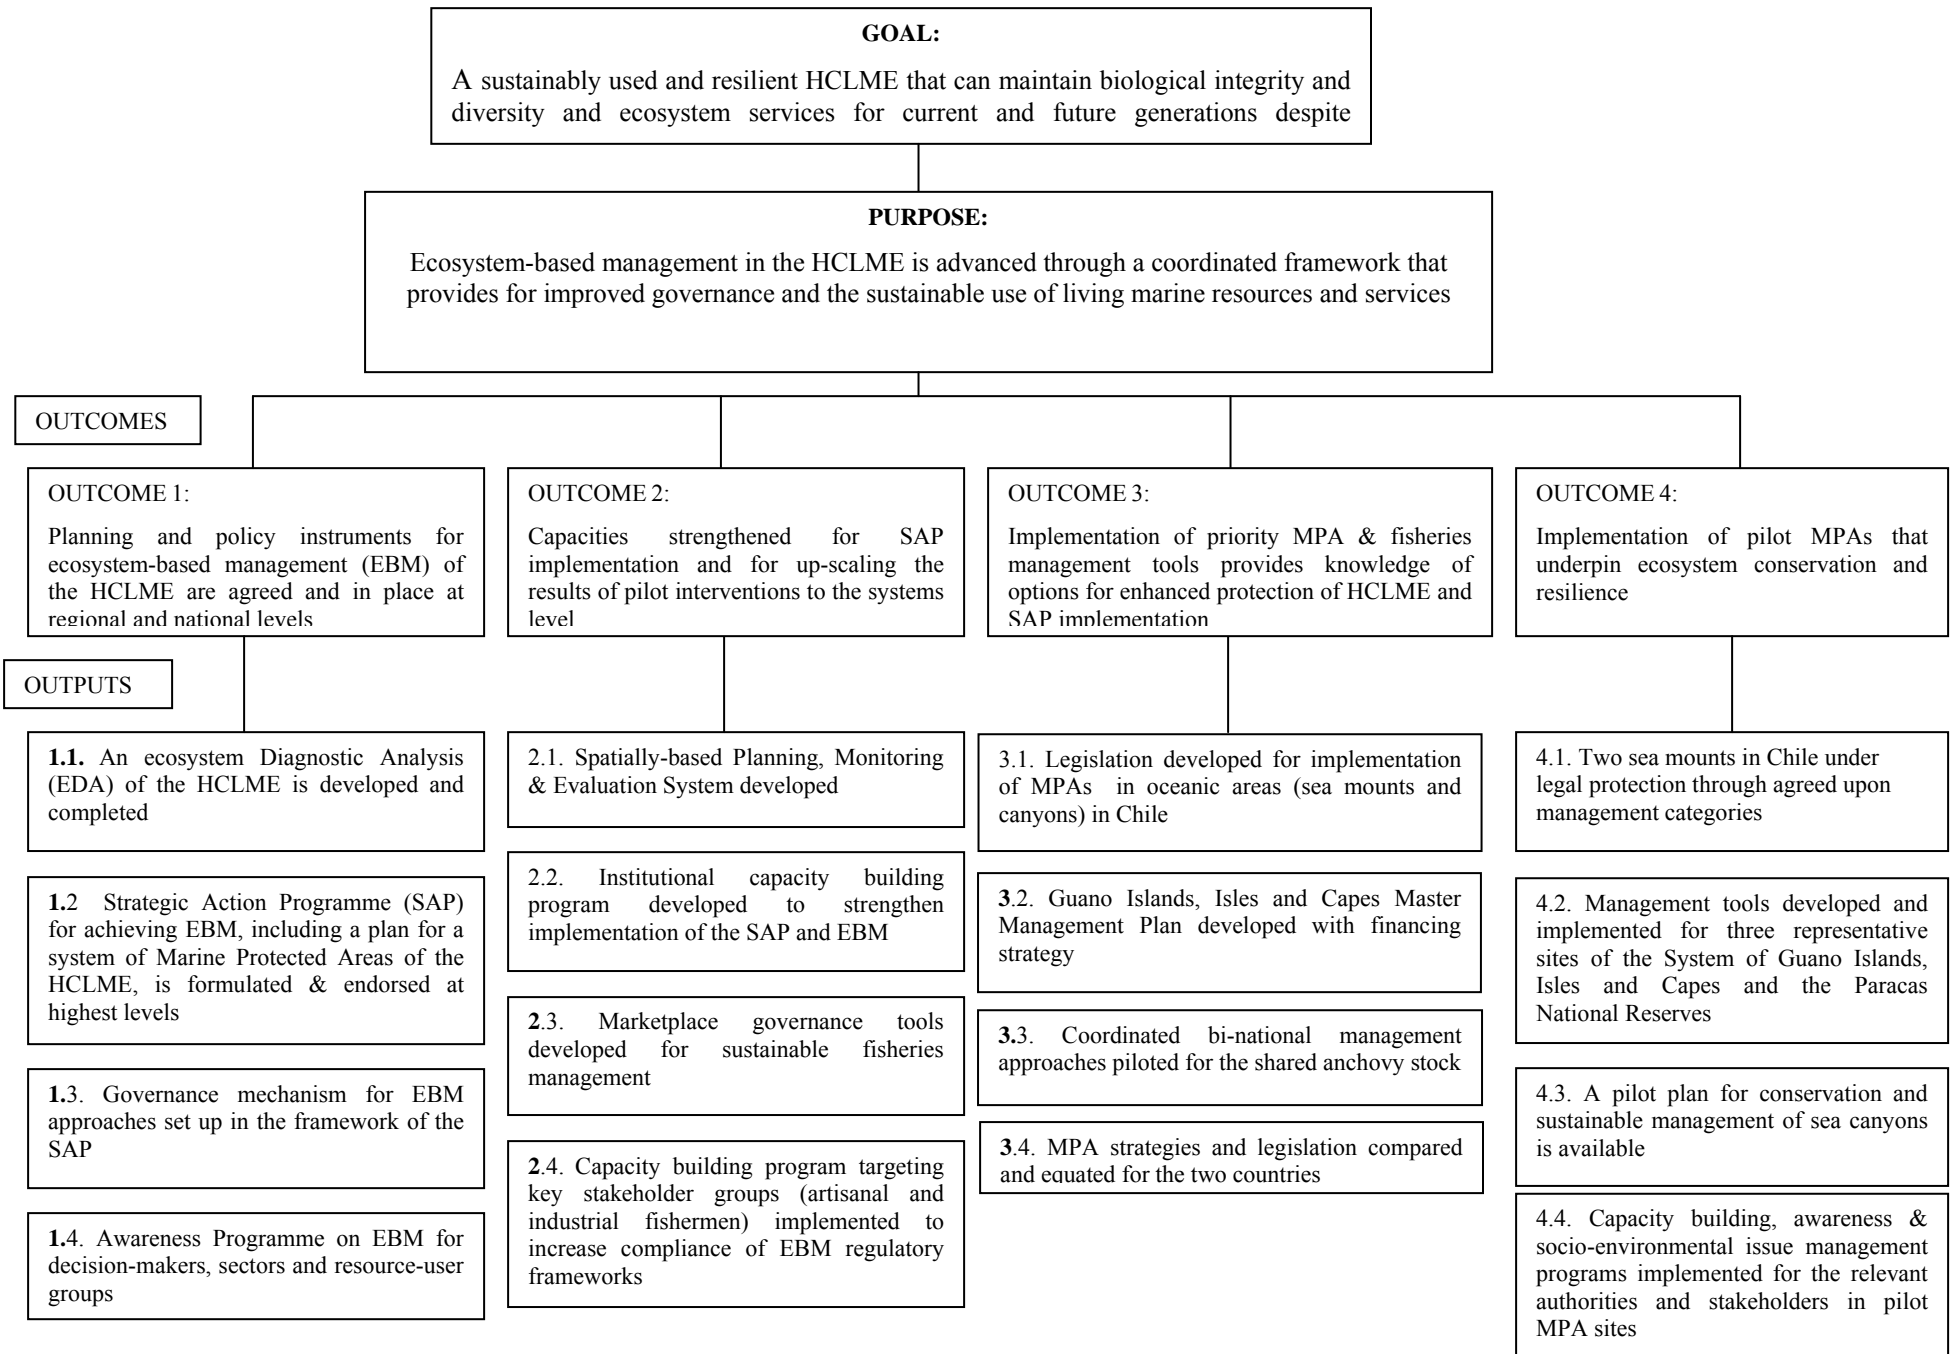 GOAL:
A sustainably used and resilient HCLME that can maintain biological integrity and
diversity and ecosystem services for current and future generations despite
PURPOSE:
Ecosystem-based management in the HCLME is advanced through a coordinated framework that
provides for improved governance and the sustainable use of living marine resources and services
OUTCOMES
OUTCOME 1:
Planning and policy instruments for
ecosystem-based management (EBM) of
the HCLME are agreed and in place at
regional and national levels
OUTCOME 2:
Capacities strengthened for SAP
implementation and for up-scaling the
results of pilot interventions to the systems
level
OUTCOME 3:
Implementation of priority MPA & fisheries
management tools provides knowledge of
options for enhanced protection of HCLME and
SAP implementation
OUTCOME 4:
Implementation of pilot MPAs that
underpin ecosystem conservation and
resilience
OUTPUTS
1.1. An ecosystem Diagnostic Analysis
(EDA) of the HCLME is developed and
completed
1.2 Strategic Action Programme (SAP)
for achieving EBM, including a plan for a
system of Marine Protected Areas of the
HCLME, is formulated & endorsed at
highest levels
1.3. Governance mechanism for EBM
approaches set up in the framework of the
SAP
1.4. Awareness Programme on EBM for
decision-makers, sectors and resource-user
groups
2.1. Spatially-based Planning, Monitoring
& Evaluation System developed
2.2. Institutional capacity building
program developed to strengthen
implementation of the SAP and EBM
2.3. Marketplace governance tools
developed for sustainable fisheries
management
2.4. Capacity building program targeting
key stakeholder groups (artisanal and
industrial fishermen) implemented to
increase compliance of EBM regulatory
frameworks
3.1. Legislation developed for implementation
of MPAs in oceanic areas (sea mounts and
canyons) in Chile
3.2. Guano Islands, Isles and Capes Master
Management Plan developed with financing
strategy
3.3. Coordinated bi-national management
approaches piloted for the shared anchovy stock
3.4. MPA strategies and legislation compared
and equated for the two countries
4.1. Two sea mounts in Chile under
legal protection through agreed upon
management categories
4.2. Management tools developed and
implemented for three representative
sites of the System of Guano Islands,
Isles and Capes and the Paracas
National Reserves
4.3. A pilot plan for conservation and
sustainable management of sea canyons
is available
4.4. Capacity building, awareness &
socio-environmental issue management
programs implemented for the relevant
authorities and stakeholders in pilot
MPA sites